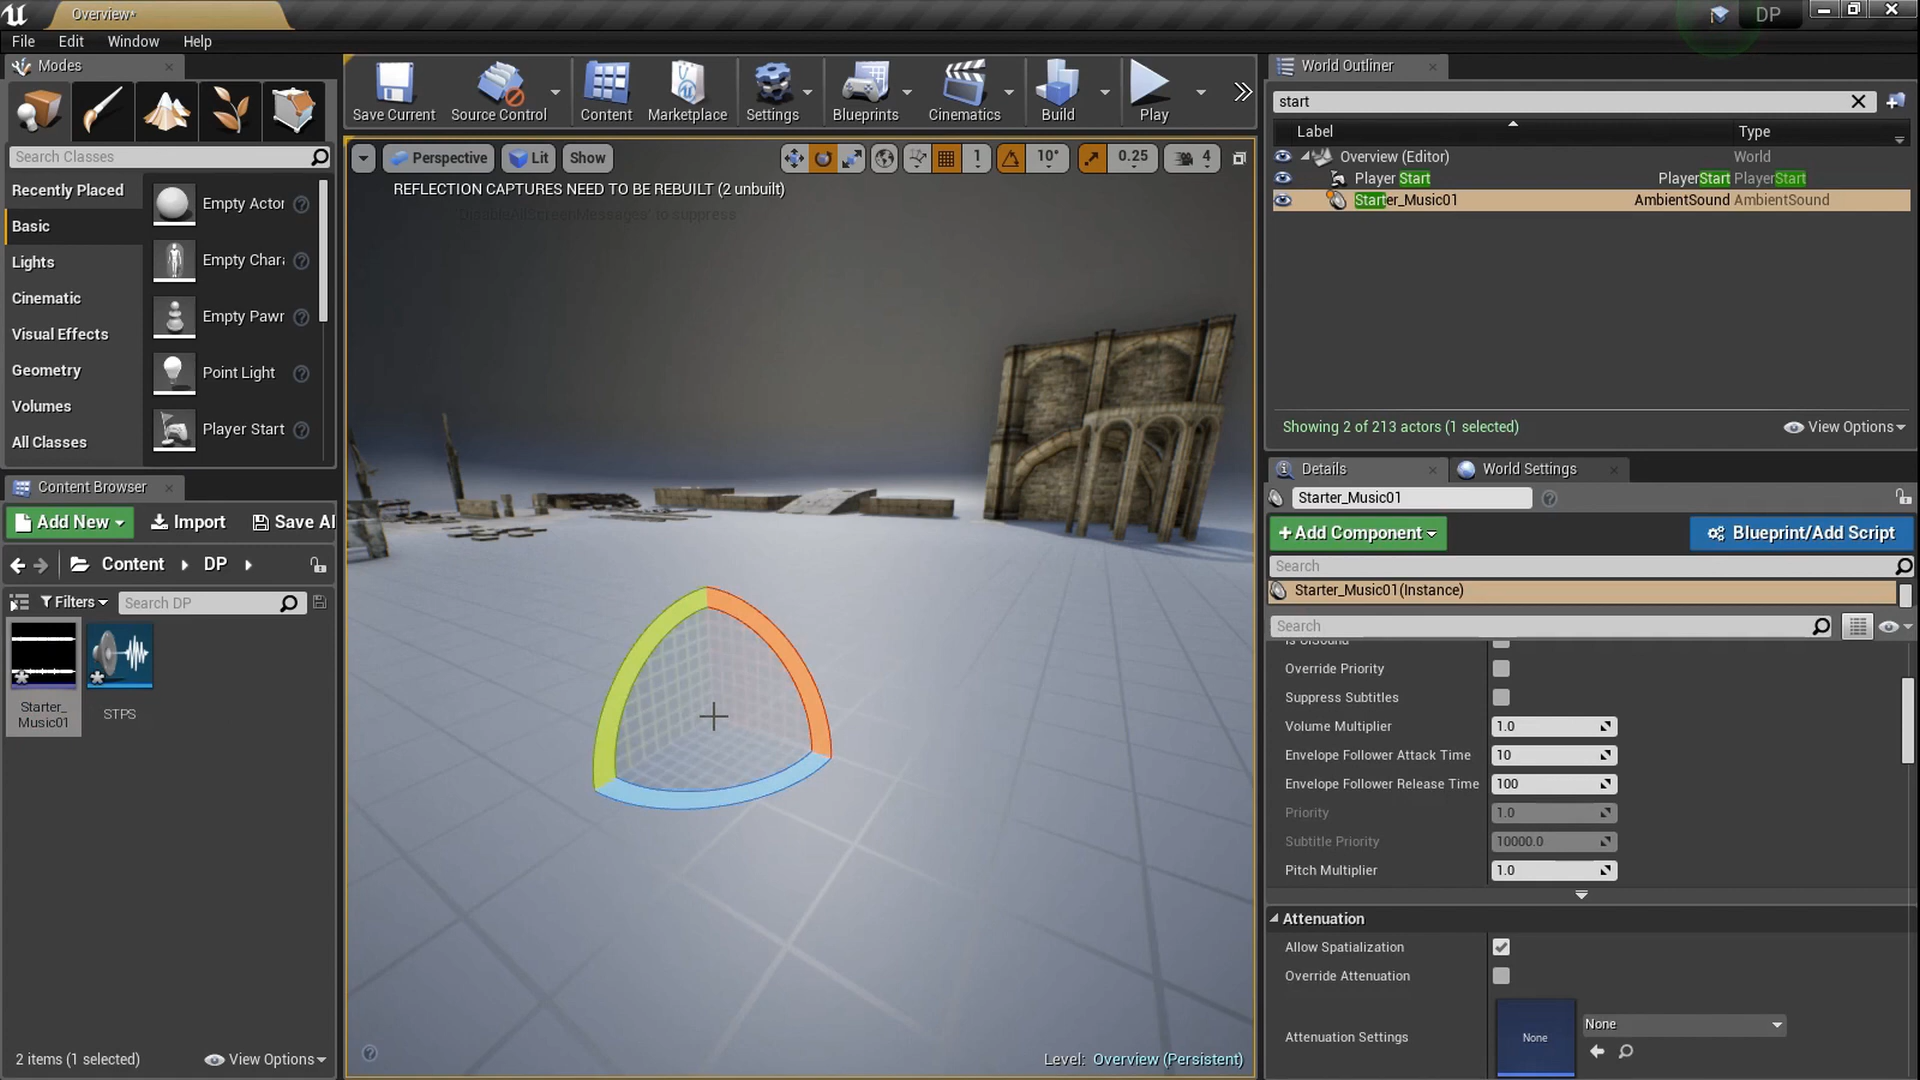 Overview*
DP
File Edit Window Help
Modes
Search Classes
Recently Placed
Basic
Lights
Cinematic
Visual Effects
Geometry
Volumes
All Classes
Empty Actor
Empty Chara
Empty Pawn
Point Light
Player Start
Save Current
Source Control
Content
Marketplace
Settings
Blueprints
Cinematics
Build
Play
Perspective Lit Show
1 10° 0.25 4
REFLECTION CAPTURES NEED TO BE REBUILT (2 unbuilt)
'DisableAllScreenMessages' to suppress
Level: Overview (Persistent)
Content Browser
Add New Import Save Al
Content DP
Filters Search DP
Starter_
Music01
STPS
2 items (1 selected) View Options
World Outliner
start
Label Type
Overview (Editor) World
Player Start PlayerStart PlayerStart
Starter_Music01 AmbientSound AmbientSound
Showing 2 of 213 actors (1 selected) View Options
Details World Settings
Starter_Music01
+Add Component Blueprint/Add Script
Search
Starter_Music01(Instance)
Search
Is UISound
Override Priority
Suppress Subtitles
Volume Multiplier 1.0
Envelope Follower Attack Time 10
Envelope Follower Release Time 100
Priority 1.0
Subtitle Priority 10000.0
Pitch Multiplier 1.0
Attenuation
Allow Spatialization
Override Attenuation
Attenuation Settings None None